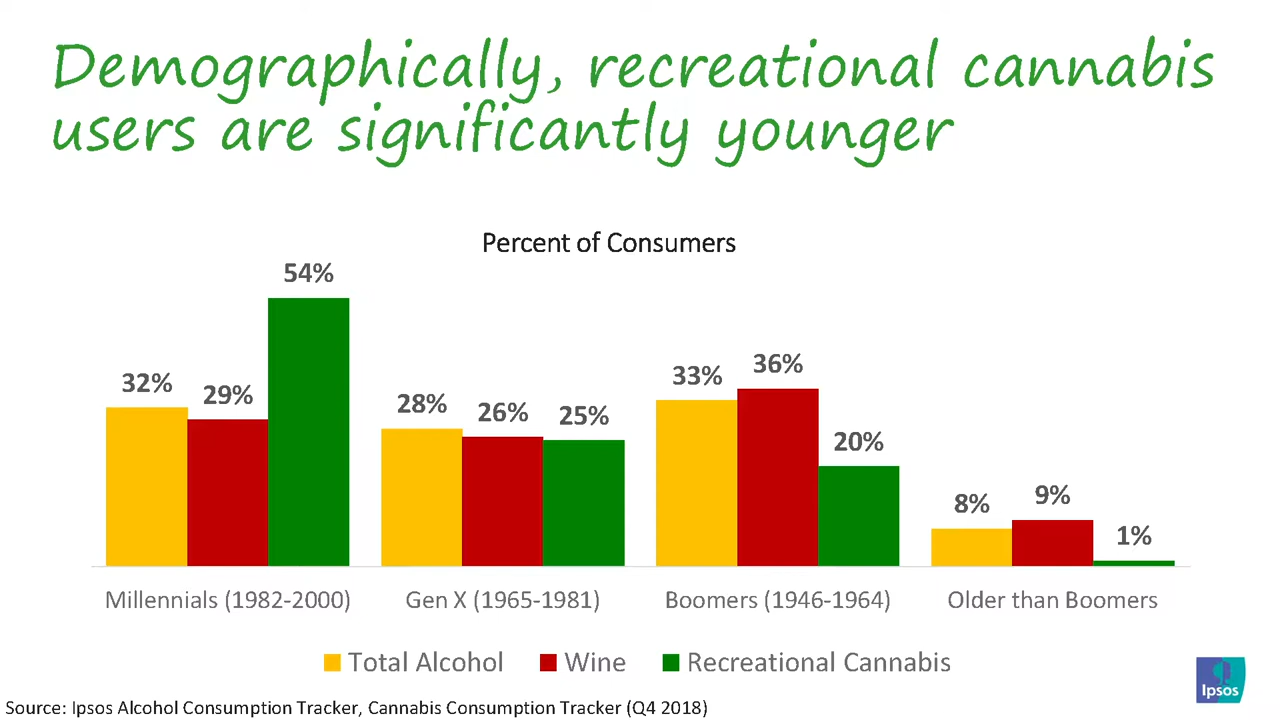 Demographically, recreational cannabis
users are significantly younger
Percent of Consumers
54%
32%
29%
28%
26%
25%
33%
36%
20%
8%
9%
1%
Millennials (1982-2000)
Gen X (1965-1981)
Boomers (1946-1964)
Older than Boomers
Total Alcohol
Wine
Recreational Cannabis
Ipsos
Source: Ipsos Alcohol Consumption Tracker, Cannabis Consumption Tracker (Q4 2018)